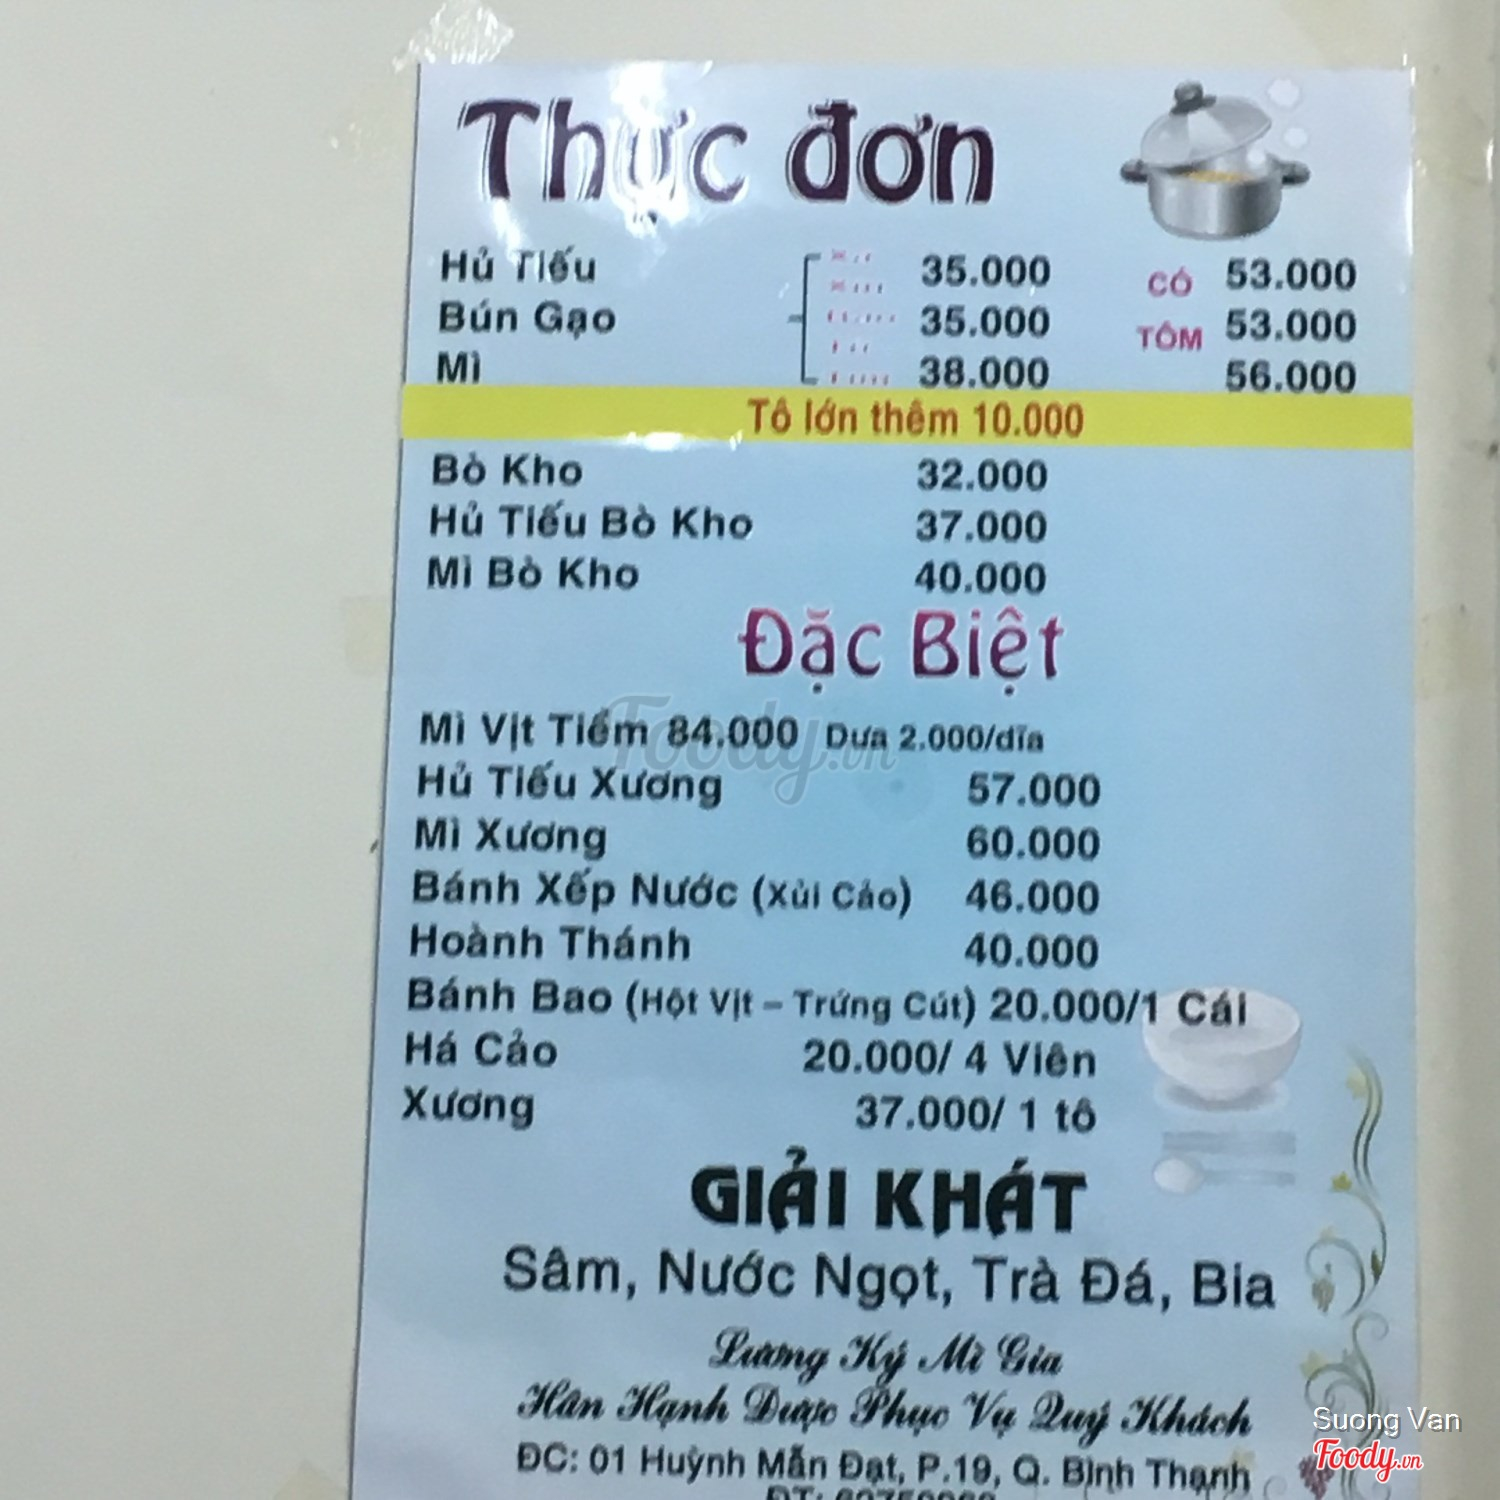 Thực đơn
Hủ Tiếu 35.000 CÓ 53.000
Bún Gạo 35.000 TÔM 53.000
Mì 38.000 56.000
Tô lớn thêm 10.000
Bò Kho 32.000
Hủ Tiếu Bò Kho 37.000
Mì Bò Kho 40.000
Đặc Biệt
Mì Vịt Tiềm 84.000 Dưa 2.000/dĩa
Hủ Tiếu Xương 57.000
Mì Xương 60.000
Bánh Xếp Nước (Xủi Cảo) 46.000
Hoành Thánh 40.000
Bánh Bao (Hột Vịt – Trứng Cút) 20.000/1 Cái
Há Cảo 20.000/ 4 Viên
Xương 37.000/ 1 tô
GIẢI KHÁT
Sâm, Nước Ngọt, Trà Đá, Bia
Lương Ký Mì Gia
Hân Hạnh Được Phục Vụ Quý Khách
ĐC: 01 Huỳnh Mẫn Đạt, P.19, Q. Bình Thạnh
ĐT:
Foody.vn
Suong Van
Foody.vn